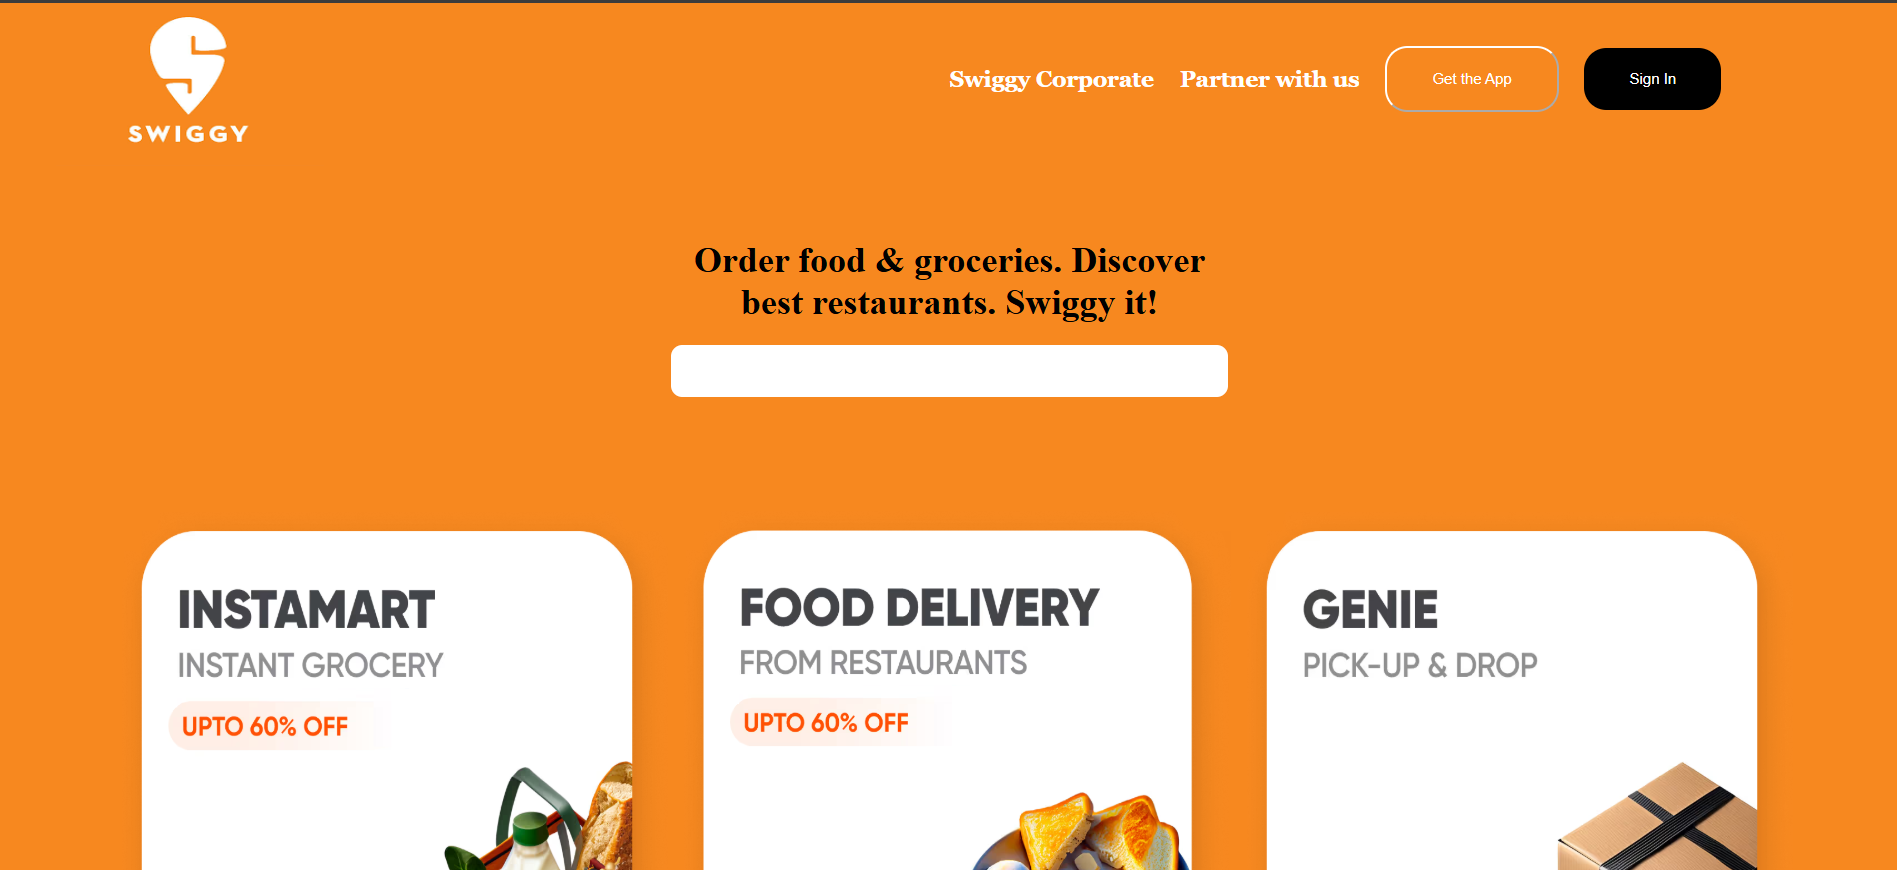 SWIGGY
Swiggy Corporate Partner with us Get the App Sign In
Order food & groceries. Discover
best restaurants. Swiggy it!
INSTAMART
INSTANT GROCERY
UPTO 60% OFF
FOOD DELIVERY
FROM RESTAURANTS
UPTO 60% OFF
GENIE
PICK-UP & DROP